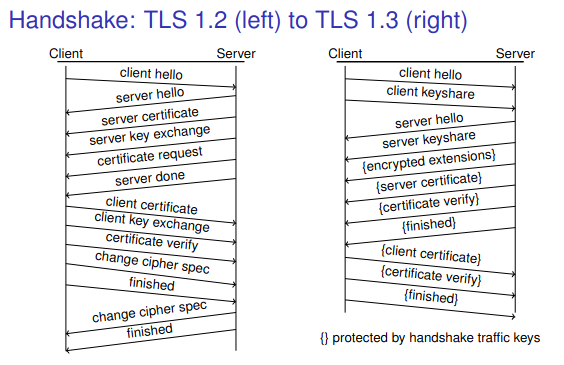 Handshake: TLS 1.2 (left) to TLS 1.3 (right)
Client
Server
client hello
server hello
server certificate
server key exchange
certificate request
server done
client certificate
client key exchange
certificate verify
change cipher spec
finished
change cipher spec
finished
Client
Server
client hello
client keyshare
server hello
server keyshare
{encrypted extensions}
{server certificate}
{certificate verify}
{finished}
{client certificate}
{certificate verify}
{finished}
{} protected by handshake traffic keys